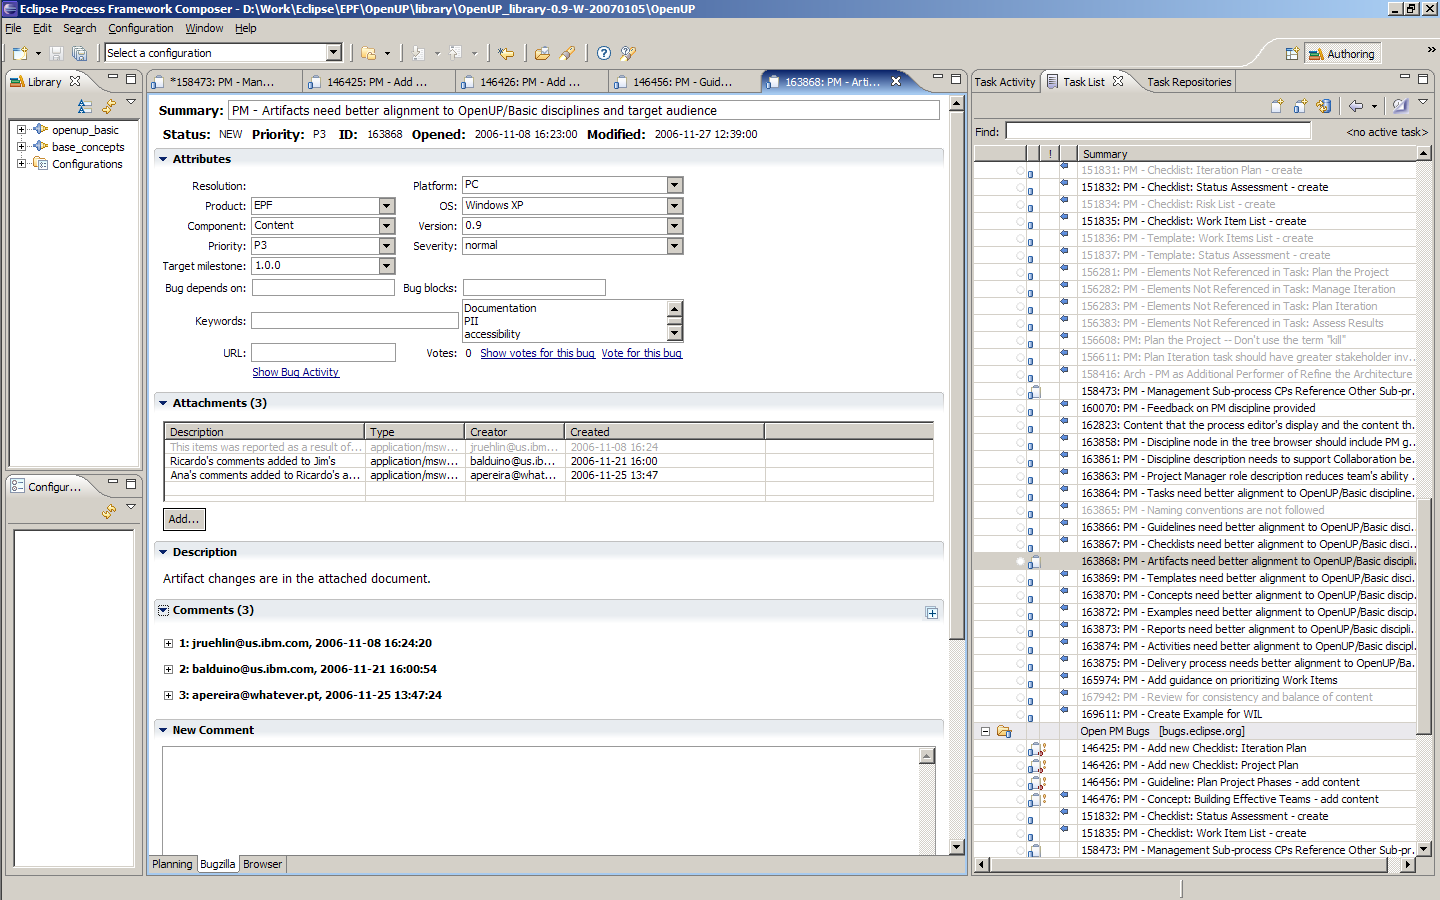 Eclipse Process Framework Composer - D:\Work\Eclipse\EPF\OpenUP\library\OpenUP_library-0.9-W-20070105\OpenUP
File Edit Search Configuration Window Help
Select a configuration
Authoring
»
Library
openup_basic
base_concepts
Configurations
Configur...
*158473: PM - Man...
146425: PM - Add ...
146426: PM - Add ...
146456: PM - Guid...
163868: PM - Arti...
Summary: PM - Artifacts need better alignment to OpenUP/Basic disciplines and target audience
Status: NEW Priority: P3 ID: 163868 Opened: 2006-11-08 16:23:00 Modified: 2006-11-27 12:39:00
Attributes
Resolution: Platform: PC
Product: EPF OS: Windows XP
Component: Content Version: 0.9
Priority: P3 Severity: normal
Target milestone: 1.0.0
Bug depends on: Bug blocks:
Keywords: Documentation
PII
accessibility
URL: Votes: 0 Show votes for this bug Vote for this bug
Show Bug Activity
Attachments (3)
Description Type Creator Created
This items was reported as a result of... application/msw... jruehlin@us.ibm... 2006-11-08 16:24
Ricardo's comments added to Jim's application/msw... balduino@us.ib... 2006-11-21 16:00
Ana's comments added to Ricardo's a... application/msw... apereira@what... 2006-11-25 13:47
Add...
Description
Artifact changes are in the attached document.
Comments (3)
1: jruehlin@us.ibm.com, 2006-11-08 16:24:20
2: balduino@us.ibm.com, 2006-11-21 16:00:54
3: apereira@whatever.pt, 2006-11-25 13:47:24
New Comment
Planning Bugzilla Browser
Task Activity Task List Task Repositories
Find: <no active task>
! Summary
151831: PM - Checklist: Iteration Plan - create
151832: PM - Checklist: Status Assessment - create
151834: PM - Checklist: Risk List - create
151835: PM - Checklist: Work Item List - create
151836: PM - Template: Work Items List - create
151837: PM - Template: Status Assessment - create
156281: PM - Elements Not Referenced in Task: Plan the Project
156282: PM - Elements Not Referenced in Task: Manage Iteration
156283: PM - Elements Not Referenced in Task: Plan Iteration
156383: PM - Elements Not Referenced in Task: Assess Results
156608: PM: Plan the Project -- Don't use the term "kill"
156611: PM: Plan Iteration task should have greater stakeholder inv...
158416: Arch - PM as Additional Performer of Refine the Architecture
158473: PM - Management Sub-process CPs Reference Other Sub-pr...
160070: PM - Feedback on PM discipline provided
162823: Content that the process editor's display and the content th...
163858: PM - Discipline node in the tree browser should include PM g...
163861: PM - Discipline description needs to support Collaboration be...
163863: PM - Project Manager role description reduces team's ability ...
163864: PM - Tasks need better alignment to OpenUP/Basic discipline...
163865: PM - Naming conventions are not followed
163866: PM - Guidelines need better alignment to OpenUP/Basic disci...
163867: PM - Checklists need better alignment to OpenUP/Basic disci...
163868: PM - Artifacts need better alignment to OpenUP/Basic discipli...
163869: PM - Templates need better alignment to OpenUP/Basic disci...
163870: PM - Concepts need better alignment to OpenUP/Basic discip...
163872: PM - Examples need better alignment to OpenUP/Basic discip...
163873: PM - Reports need better alignment to OpenUP/Basic discipli...
163874: PM - Activities need better alignment to OpenUP/Basic discipl...
163875: PM - Delivery process needs better alignment to OpenUP/Ba...
165974: PM - Add guidance on prioritizing Work Items
167942: PM - Review for consistency and balance of content
169611: PM - Create Example for WIL
Open PM Bugs [bugs.eclipse.org]
146425: PM - Add new Checklist: Iteration Plan
146426: PM - Add new Checklist: Project Plan
146456: PM - Guideline: Plan Project Phases - add content
146476: PM - Concept: Building Effective Teams - add content
151832: PM - Checklist: Status Assessment - create
151835: PM - Checklist: Work Item List - create
158473: PM - Management Sub-process CPs Reference Other Sub-pr...